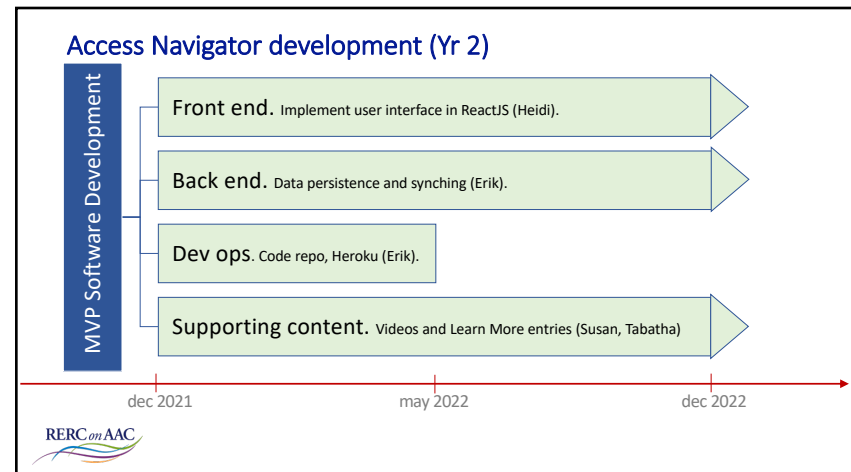 Access Navigator development (Yr 2)
MVP Software Development
Front end. Implement user interface in ReactJS (Heidi).
Back end. Data persistence and synching (Erik).
Dev ops. Code repo, Heroku (Erik).
Supporting content. Videos and Learn More entries (Susan, Tabatha)
dec 2021
may 2022
dec 2022
RERC on AAC